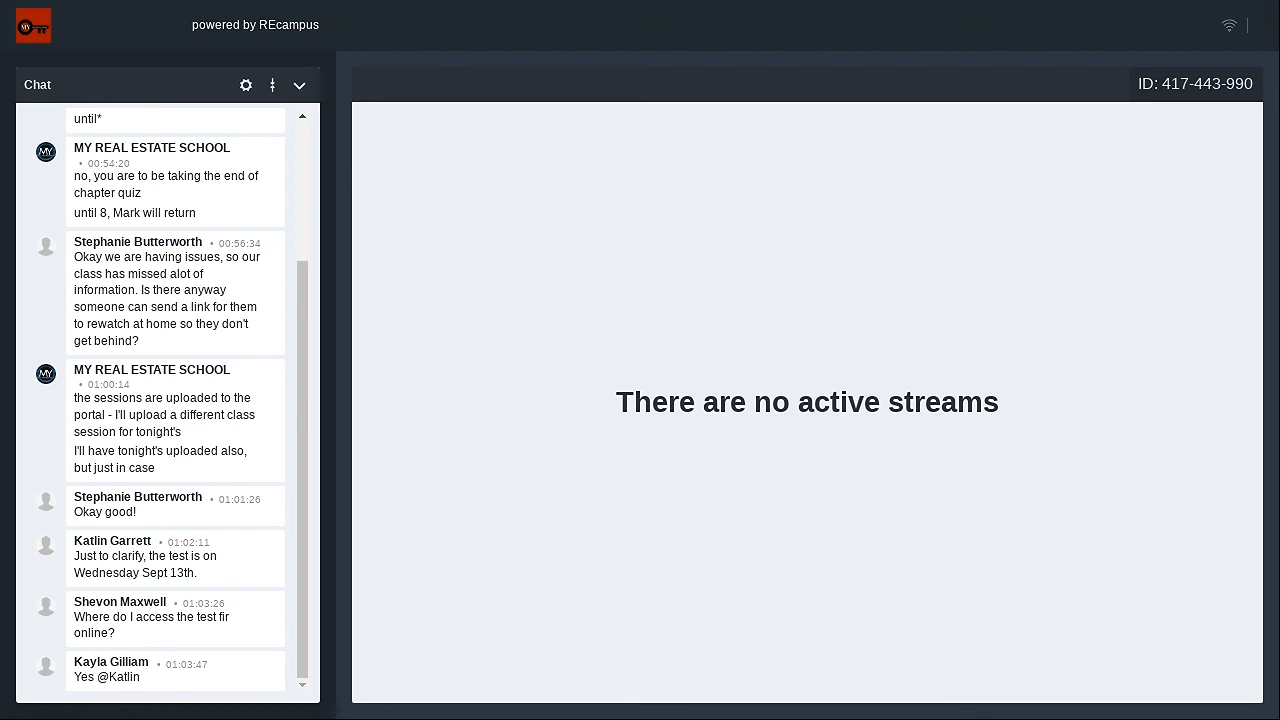 MY
powered by REcampus
Chat
ID: 417-443-990
until*
MY
MY REAL ESTATE SCHOOL
• 00:54:20
no, you are to be taking the end of
chapter quiz
until 8, Mark will return
Stephanie Butterworth • 00:56:34
Okay we are having issues, so our
class has missed alot of
information. Is there anyway
someone can send a link for them
to rewatch at home so they don't
get behind?
MY
MY REAL ESTATE SCHOOL
• 01:00:14
the sessions are uploaded to the
portal - I'll upload a different class
session for tonight's
I'll have tonight's uploaded also,
but just in case
Stephanie Butterworth • 01:01:26
Okay good!
Katlin Garrett • 01:02:11
Just to clarify, the test is on
Wednesday Sept 13th.
Shevon Maxwell • 01:03:26
Where do I access the test fir
online?
Kayla Gilliam • 01:03:47
Yes @Katlin
There are no active streams